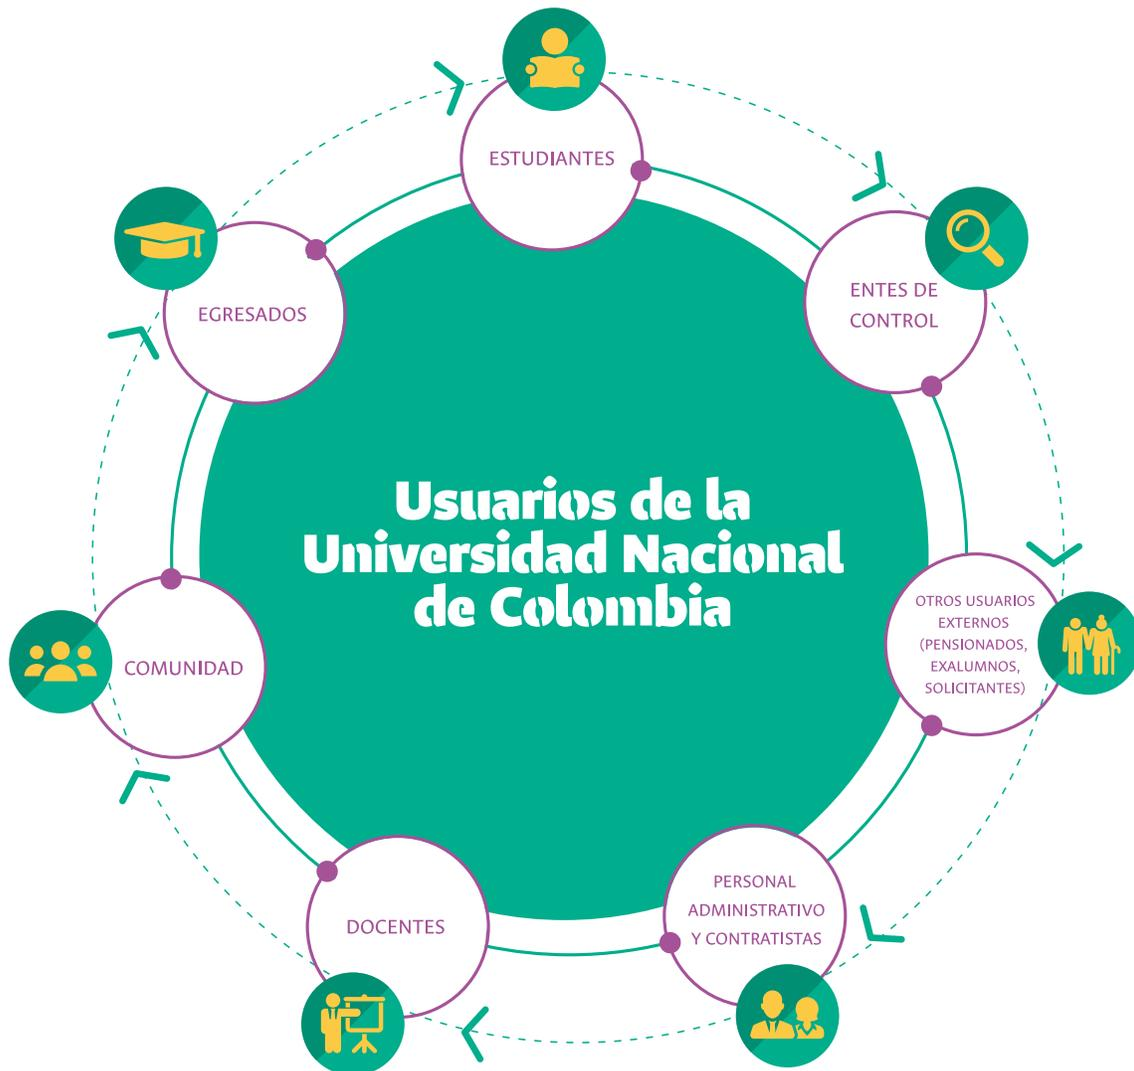 ESTUDIANTES
ENTES DE
CONTROL
OTROS USUARIOS
EXTERNOS
(PENSIONADOS,
EXALUMNOS,
SOLICITANTES)
PERSONAL
ADMINISTRATIVO
Y CONTRATISTAS
DOCENTES
COMUNIDAD
EGRESADOS
Usuarios de la
Universidad Nacional
de Colombia